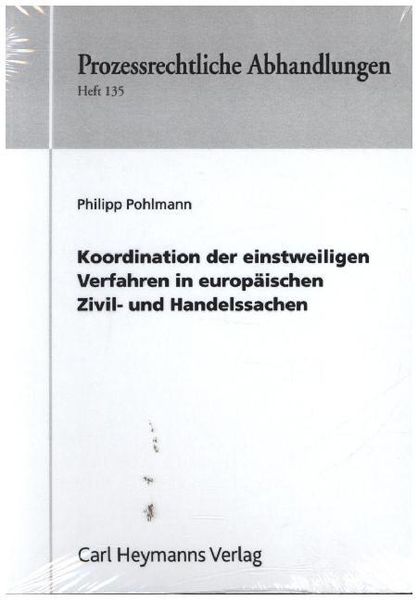 Prozessrechtliche Abhandlungen
Heft 135
Philipp Pohlmann
Koordination der einstweiligen
Verfahren in europäischen
Zivil- und Handelssachen
Carl Heymanns Verlag